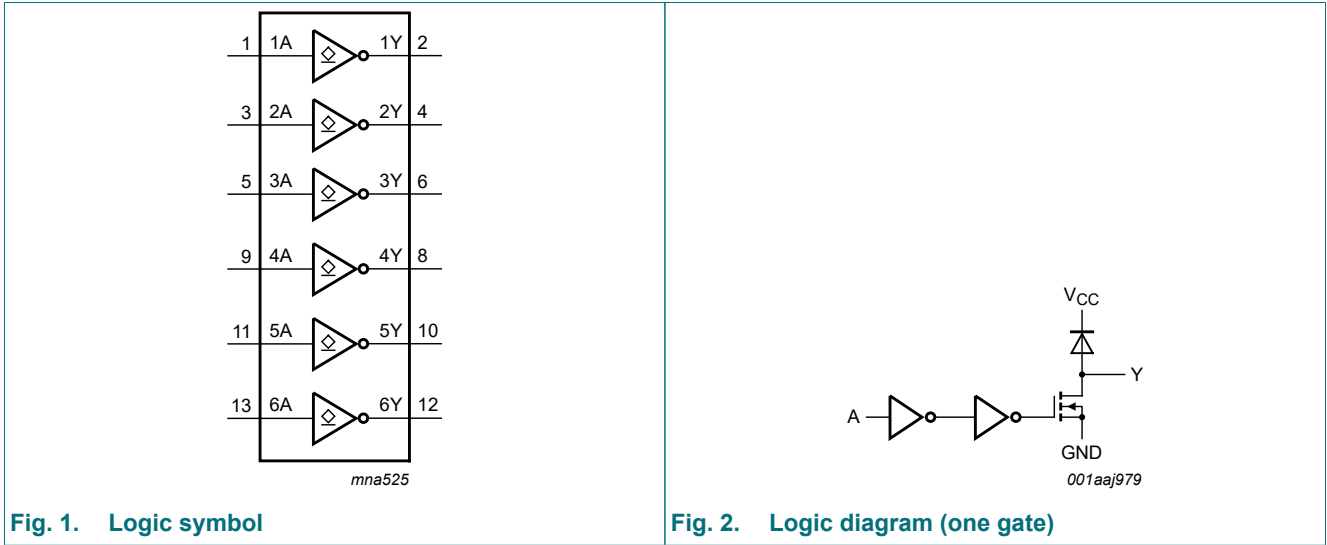 1 1A 1Y 2
3 2A 2Y 4
5 3A 3Y 6
9 4A 4Y 8
11 5A 5Y 10
13 6A 6Y 12
mna525
Fig. 1. Logic symbol
VCC
Y
A
GND
001aaj979
Fig. 2. Logic diagram (one gate)